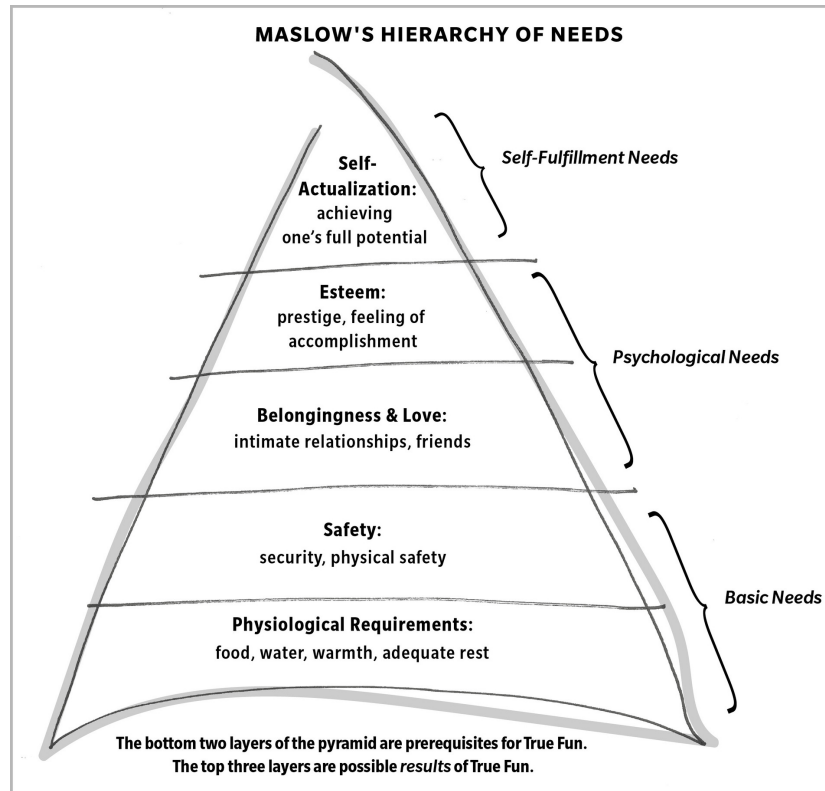 MASLOW'S HIERARCHY OF NEEDS
Self-
Actualization:
achieving
one's full potential
Self-Fulfillment Needs
Esteem:
prestige, feeling of
accomplishment
Psychological Needs
Belongingness & Love:
intimate relationships, friends
Safety:
security, physical safety
Basic Needs
Physiological Requirements:
food, water, warmth, adequate rest
The bottom two layers of the pyramid are prerequisites for True Fun.
The top three layers are possible results of True Fun.